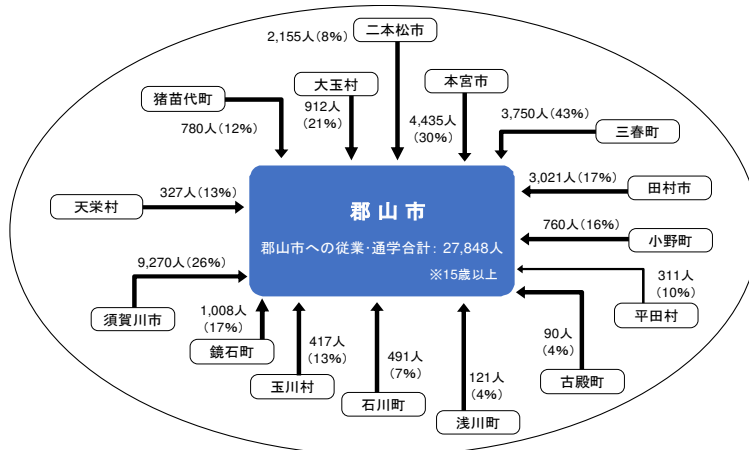 二本松市
2,155人(8%)
大玉村
912人
(21%)
本宮市
4,435人
(30%)
猪苗代町
780人(12%)
3,750人(43%)
三春町
天栄村
327人(13%)
郡山市
郡山市への従業・通学合計：27,848人
※15歳以上
3,021人(17%)
田村市
760人(16%)
小野町
9,270人(26%)
須賀川市
311人
(10%)
平田村
1,008人
(17%)
鏡石町
417人
(13%)
玉川村
491人
(7%)
石川町
121人
(4%)
浅川町
90人
(4%)
古殿町